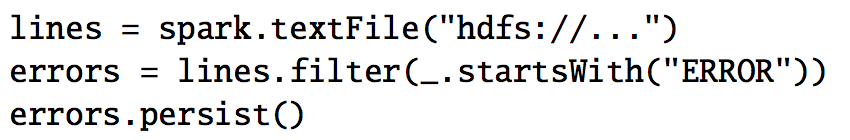 lines = spark.textFile("hdfs://...")
errors = lines.filter(_.startsWith("ERROR"))
errors.persist()